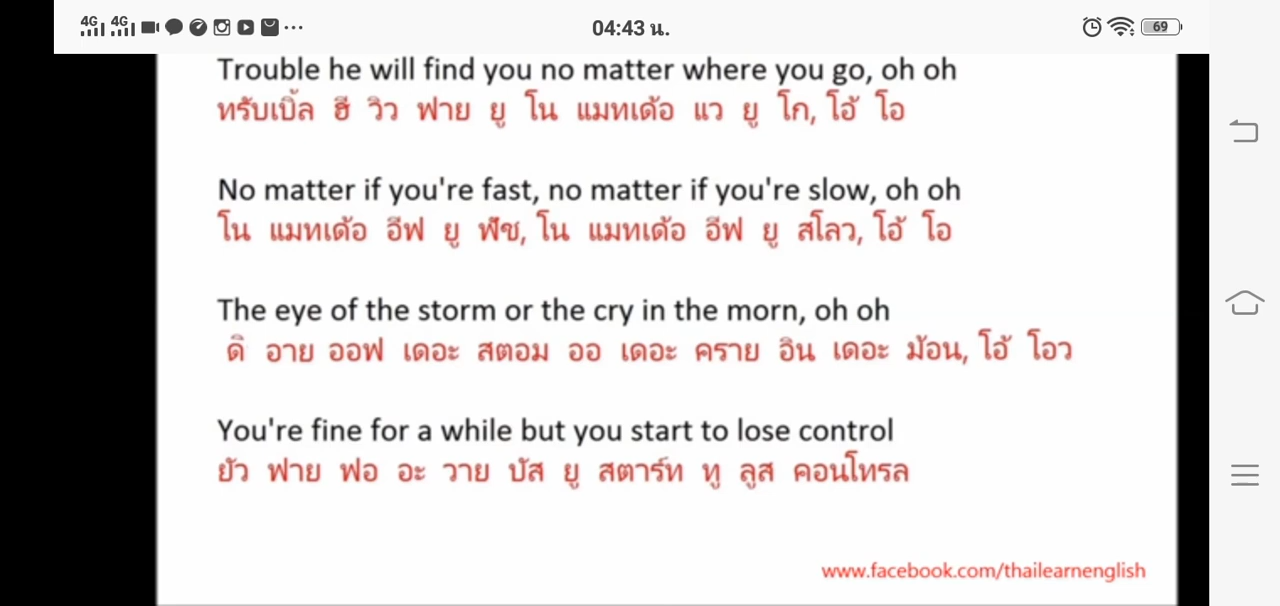 4G 4G ... 04:43 น. 69
Trouble he will find you no matter where you go, oh oh
ทรับเบิ้ล ฮี วิว ฟาย ยู โน แมทเด้อ แว ยู โก, โอ้ โอ
No matter if you're fast, no matter if you're slow, oh oh
โน แมทเด้อ อีฟ ยู ฟัซ, โน แมทเด้อ อีฟ ยู สโลว, โอ้ โอ
The eye of the storm or the cry in the morn, oh oh
ดิ อาย ออฟ เดอะ สตอม ออ เดอะ คราย อิน เดอะ ม้อน, โอ้ โอว
You're fine for a while but you start to lose control
ยัว ฟาย ฟอ อะ วาย บัส ยู สตาร์ท ทู ลูส คอนโทรล
www.facebook.com/thailearnenglish